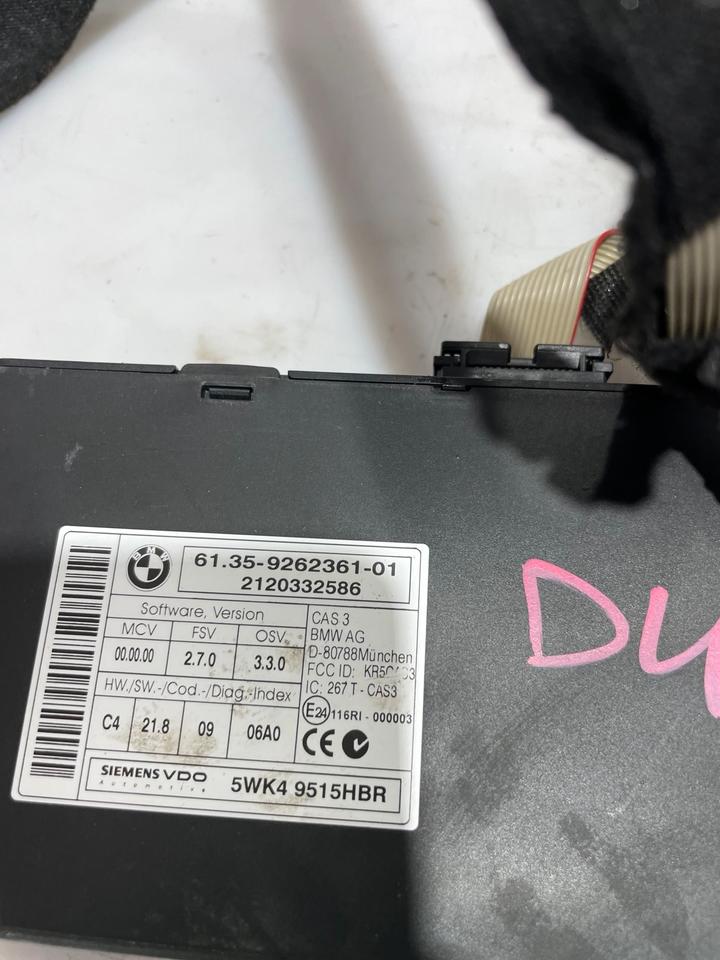 BMW
61.35-9262361-01
2120332586
Software, Version
MCV FSV OSV
00.00.00 2.7.0 3.3.0
HW./SW.-/Cod.-/Diag.-Index
C4 21.8 09 06A0
CAS 3
BMW AG
D-80788München
FCC ID:
IC: 267 T - CAS3
E24 116RI - 000003
CE
SIEMENS VDO
Automotive
5WK4 9515HBR